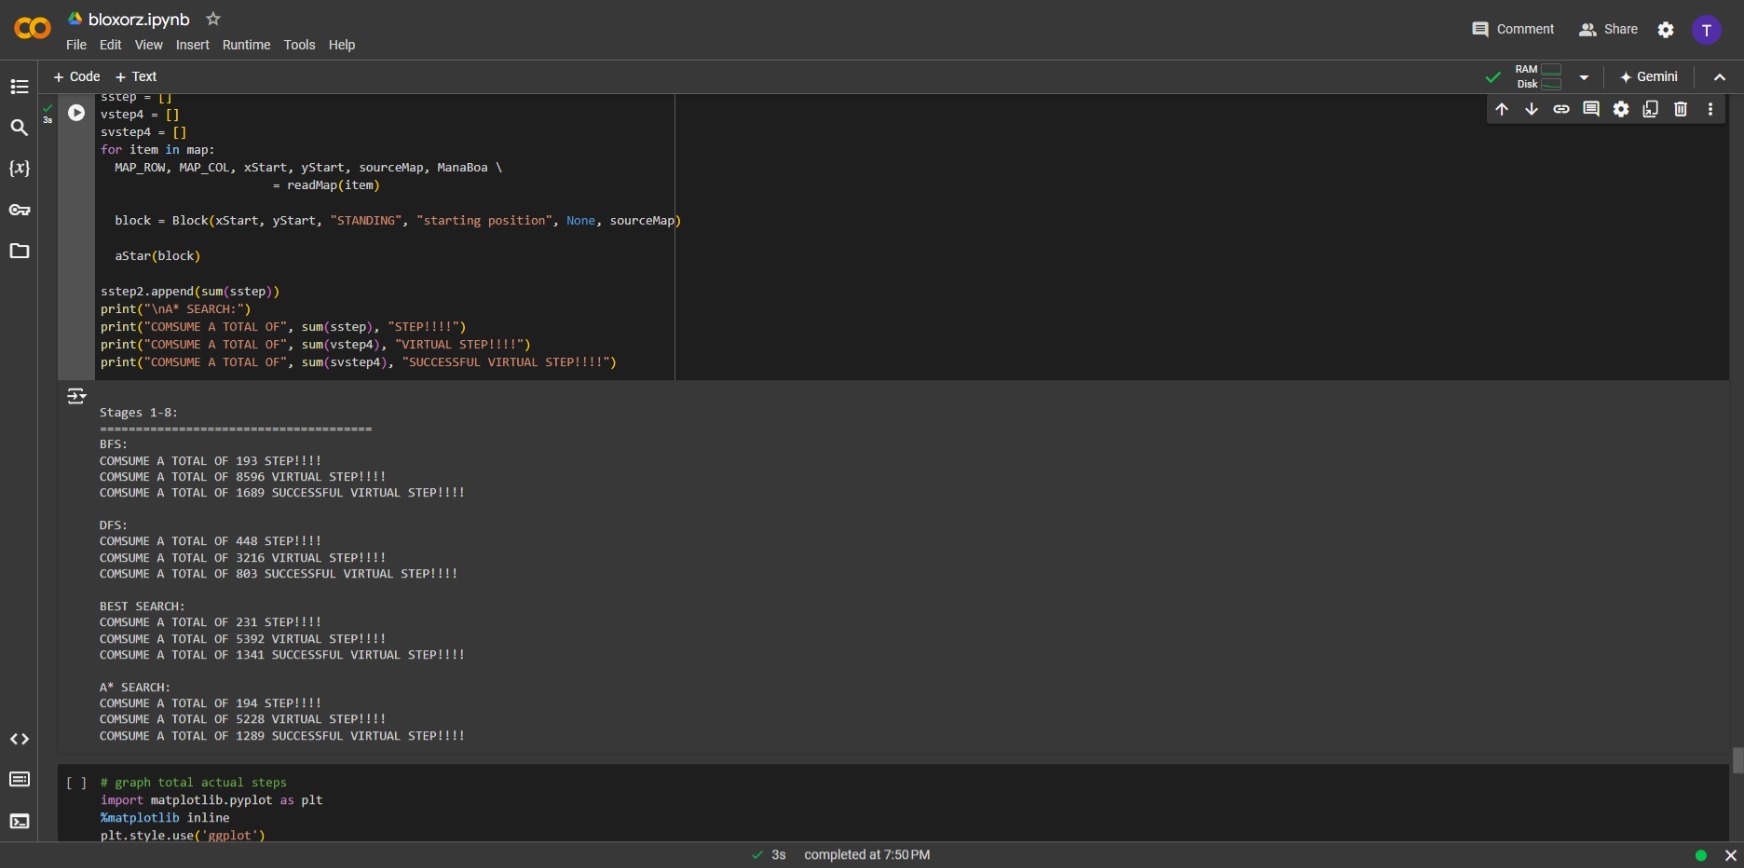 bloxorz.ipynb
File Edit View Insert Runtime Tools Help
Comment Share T
+ Code + Text
RAM
Disk
Gemini
3s
{x}
sstep = []
vstep4 = []
svstep4 = []
for item in map:
MAP_ROW, MAP_COL, xStart, yStart, sourceMap, ManaBoa \
= readMap(item)
block = Block(xStart, yStart, "STANDING", "starting position", None, sourceMap)
aStar(block)
sstep2.append(sum(sstep))
print("\nA* SEARCH:")
print("COMSUME A TOTAL OF", sum(sstep), "STEP!!!!")
print("COMSUME A TOTAL OF", sum(vstep4), "VIRTUAL STEP!!!!")
print("COMSUME A TOTAL OF", sum(svstep4), "SUCCESSFUL VIRTUAL STEP!!!!")
Stages 1-8:
======================================
BFS:
COMSUME A TOTAL OF 193 STEP!!!!
COMSUME A TOTAL OF 8596 VIRTUAL STEP!!!!
COMSUME A TOTAL OF 1689 SUCCESSFUL VIRTUAL STEP!!!!
DFS:
COMSUME A TOTAL OF 448 STEP!!!!
COMSUME A TOTAL OF 3216 VIRTUAL STEP!!!!
COMSUME A TOTAL OF 803 SUCCESSFUL VIRTUAL STEP!!!!
BEST SEARCH:
COMSUME A TOTAL OF 231 STEP!!!!
COMSUME A TOTAL OF 5392 VIRTUAL STEP!!!!
COMSUME A TOTAL OF 1341 SUCCESSFUL VIRTUAL STEP!!!!
A* SEARCH:
COMSUME A TOTAL OF 194 STEP!!!!
COMSUME A TOTAL OF 5228 VIRTUAL STEP!!!!
COMSUME A TOTAL OF 1289 SUCCESSFUL VIRTUAL STEP!!!!
[ ] # graph total actual steps
import matplotlib.pyplot as plt
%matplotlib inline
plt.style.use('ggplot')
3s completed at 7:50 PM